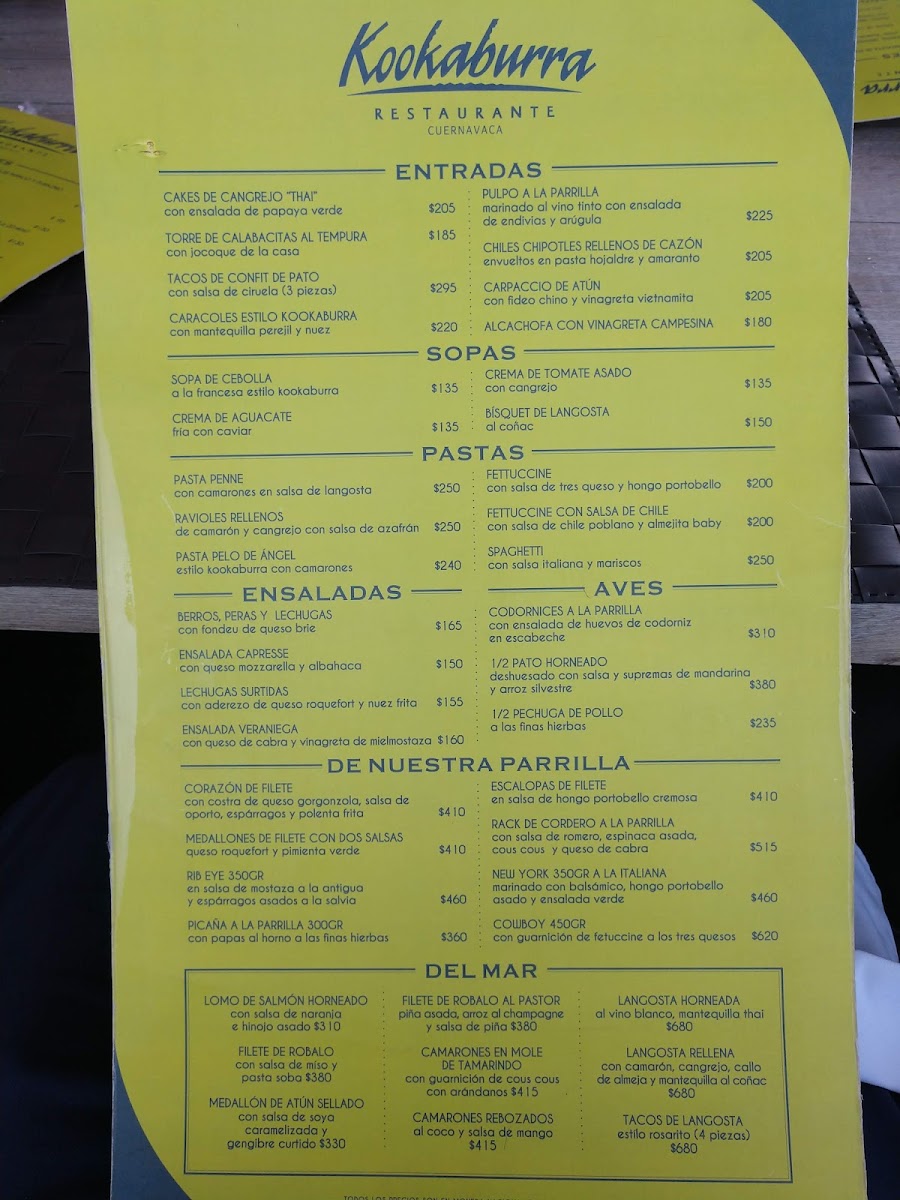 Kookaburra
RESTAURANTE
CUERNAVACA
ENTRADAS
CAKES DE CANGREJO "THAI"
con ensalada de papaya verde $205
TORRE DE CALABACITAS AL TEMPURA $185
con jocoque de la casa
TACOS DE CONFIT DE PATO
con salsa de ciruela (3 piezas) $295
CARACOLES ESTILO KOOKABURRA
con mantequilla perejil y nuez $220
PULPO A LA PARRILLA
marinado al vino tinto con ensalada
de endivias y arúgula $225
CHILES CHIPOTLES RELLENOS DE CAZÓN
envueltos en pasta hojaldre y amaranto $205
CARPACCIO DE ATÚN
con fideo chino y vinagreta vietnamita $205
ALCACHOFA CON VINAGRETA CAMPESINA $180
SOPAS
SOPA DE CEBOLLA
a la francesa estilo kookaburra $135
CREMA DE AGUACATE
fria con caviar $135
CREMA DE TOMATE ASADO
con cangrejo $135
BÍSQUET DE LANGOSTA
al coñac $150
PASTAS
PASTA PENNE
con camarones en salsa de langosta $250
RAVIOLES RELLENOS
de camarón y cangrejo con salsa de azafrán $250
PASTA PELO DE ÁNGEL
estilo kookaburra con camarones $240
FETTUCCINE
con salsa de tres queso y hongo portobello $200
FETTUCCINE CON SALSA DE CHILE
con salsa de chile poblano y almejita baby $200
SPAGHETTI
con salsa italiana y mariscos $250
ENSALADAS
BERROS, PERAS Y LECHUGAS
con fondeu de queso brie $165
ENSALADA CAPRESSE
con queso mozzarella y albahaca $150
LECHUGAS SURTIDAS
con aderezo de queso roquefort y nuez frita $155
ENSALADA VERANIEGA
con queso de cabra y vinagreta de mielmostaza $160
AVES
CODORNICES A LA PARRILLA
con ensalada de huevos de codorniz
en escabeche $310
1/2 PATO HORNEADO
deshuesado con salsa y supremas de mandarina
y arroz silvestre $380
1/2 PECHUGA DE POLLO
a las finas hierbas $235
DE NUESTRA PARRILLA
CORAZÓN DE FILETE
con costra de queso gorgonzola, salsa de
oporto, espárragos y polenta frita $410
MEDALLONES DE FILETE CON DOS SALSAS
queso roquefort y pimienta verde $410
RIB EYE 350GR
en salsa de mostaza a la antigua
y espárragos asados a la salvia $460
PICAÑA A LA PARRILLA 300GR
con papas al horno a las finas hierbas $360
ESCALOPAS DE FILETE
en salsa de hongo portobello cremosa $410
RACK DE CORDERO A LA PARRILLA
con salsa de romero, espinaca asada,
cous cous y queso de cabra $515
NEW YORK 350GR A LA ITALIANA
marinado con balsámico, hongo portobello
asado y ensalada verde $460
COWBOY 450GR
con guarnición de fetuccine a los tres quesos $620
DEL MAR
LOMO DE SALMÓN HORNEADO
con salsa de naranja
e hinojo asado $310
FILETE DE ROBALO
con salsa de miso y
pasta soba $380
MEDALLÓN DE ATÚN SELLADO
con salsa de soya
caramelizada y
gengibre curtido $330
FILETE DE ROBALO AL PASTOR
piña asada, arroz al champagne
y salsa de piña $380
CAMARONES EN MOLE
DE TAMARINDO
con guarnición de cous cous
con arándanos $415
CAMARONES REBOZADOS
al coco y salsa de mango
$415
LANGOSTA HORNEADA
al vino blanco, mantequilla thai
$680
LANGOSTA RELLENA
con camarón, cangrejo, callo
de almeja y mantequilla al coñac
$680
TACOS DE LANGOSTA
estilo rosarito (4 piezas)
$680